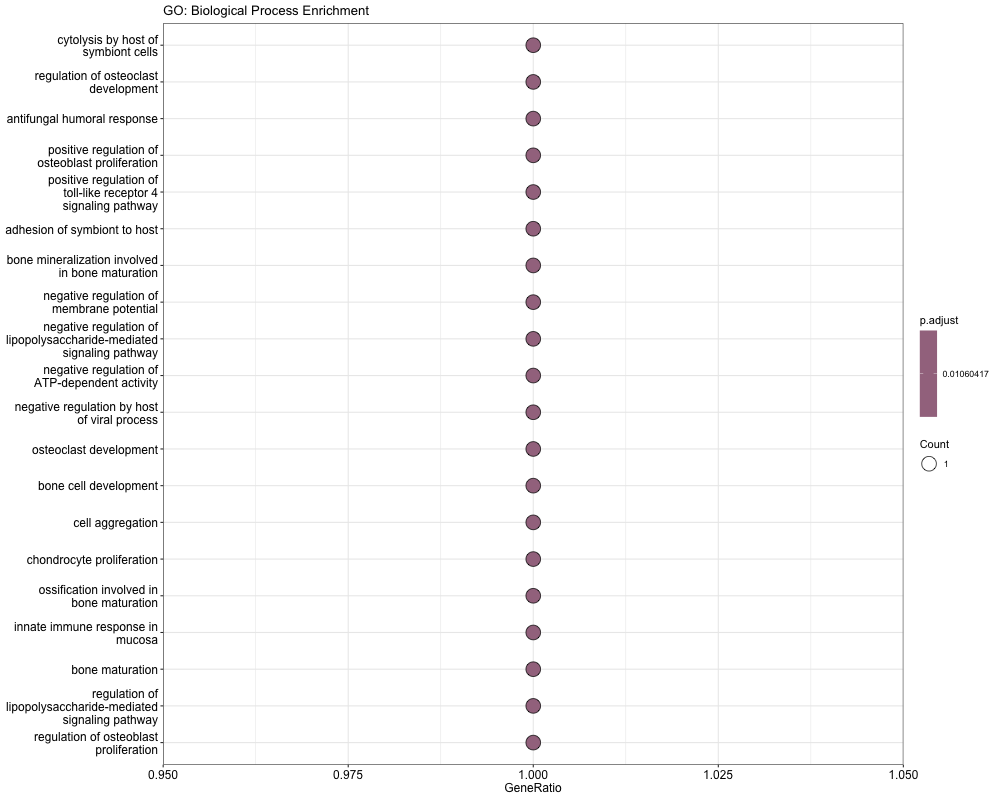 GO: Biological Process Enrichment
cytolysis by host of
symbiont cells
regulation of osteoclast
development
antifungal humoral response
positive regulation of
osteoblast proliferation
positive regulation of
toll-like receptor 4
signaling pathway
adhesion of symbiont to host
bone mineralization involved
in bone maturation
negative regulation of
membrane potential
negative regulation of
lipopolysaccharide-mediated
signaling pathway
negative regulation of
ATP-dependent activity
negative regulation by host
of viral process
osteoclast development
bone cell development
cell aggregation
chondrocyte proliferation
ossification involved in
bone maturation
innate immune response in
mucosa
bone maturation
regulation of
lipopolysaccharide-mediated
signaling pathway
regulation of osteoblast
proliferation
0.950 0.975 1.000 1.025 1.050
GeneRatio
p.adjust
0.01060417
Count
1